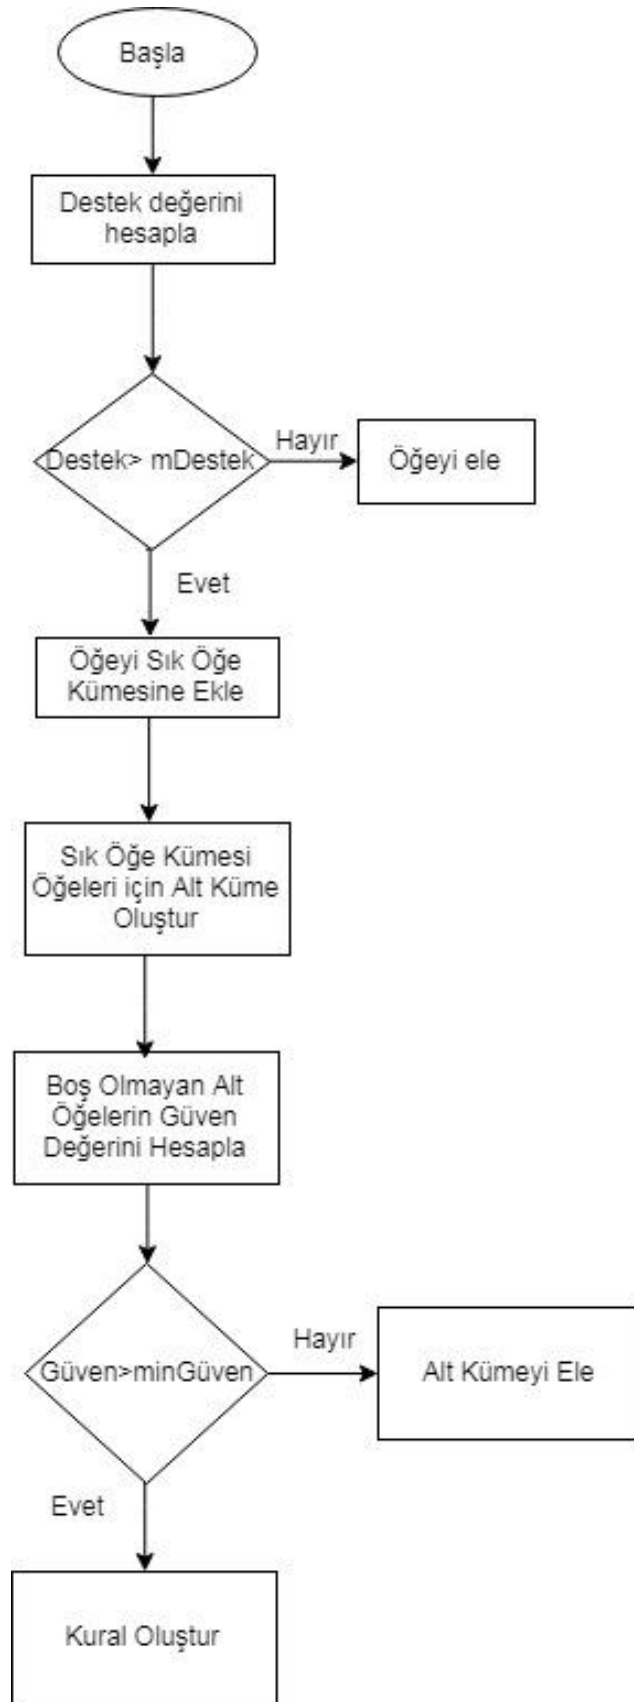 Başla
Destek değerini
hesapla
Destek> mDestek
Hayır
Öğeyi ele
Evet
Öğeyi Sık Öğe
Kümesine Ekle
Sık Öğe Kümesi
Öğeleri için Alt Küme
Oluştur
Boş Olmayan Alt
Öğelerin Güven
Değerini Hesapla
Güven>minGüven
Hayır
Alt Kümeyi Ele
Evet
Kural Oluştur